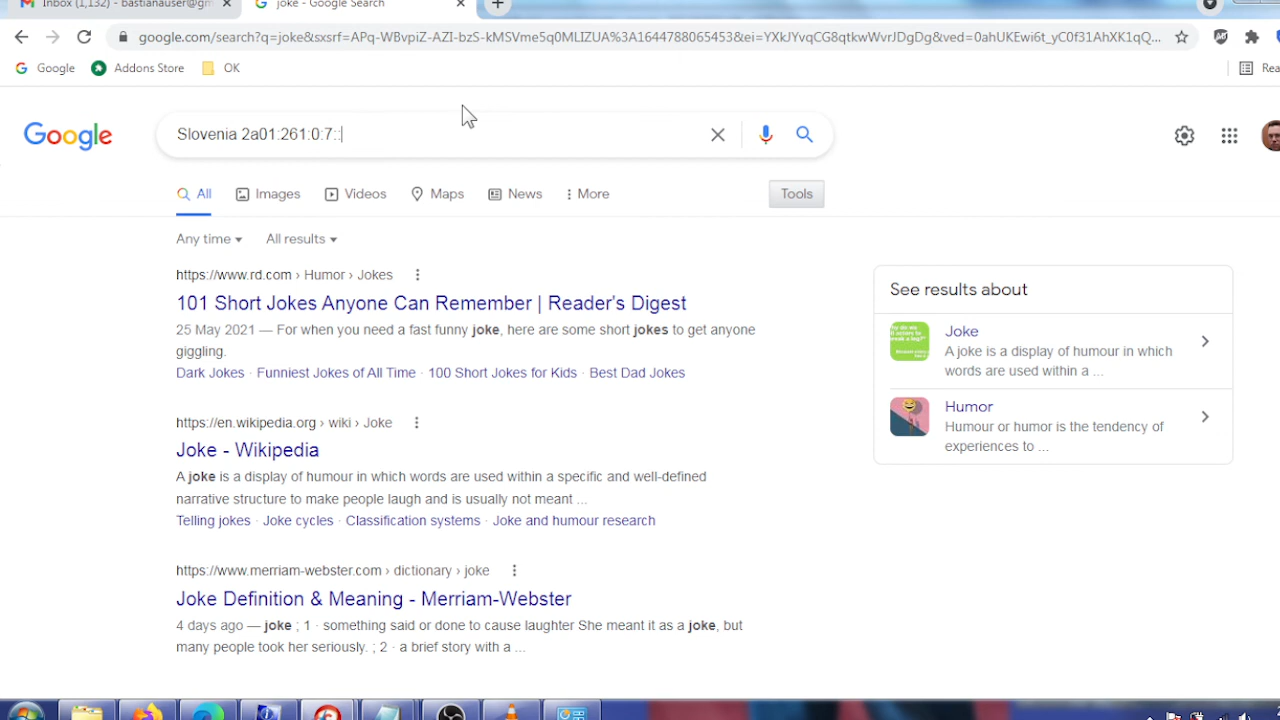 Inbox (1,132) - bastianauser@gm
joke - Google Search
google.com/search?q=joke&sxsrf=APq-WBvpiZ-AZI-bzS-kMSVme5q0MLIZUA%3A1644788065453&ei=YXkJYvqCG8qtkwWvrJDgDg&ved=0ahUKEwi6t_yC0f31AhXK1qQ...
Google
Addons Store
OK
Rea
Google
Slovenia 2a01:261:0:7::
All
Images
Videos
Maps
News
More
Tools
Any time
All results
https://www.rd.com › Humor › Jokes
101 Short Jokes Anyone Can Remember | Reader's Digest
25 May 2021 — For when you need a fast funny joke, here are some short jokes to get anyone
giggling.
Dark Jokes · Funniest Jokes of All Time · 100 Short Jokes for Kids · Best Dad Jokes
https://en.wikipedia.org › wiki › Joke
Joke - Wikipedia
A joke is a display of humour in which words are used within a specific and well-defined
narrative structure to make people laugh and is usually not meant ...
Telling jokes · Joke cycles · Classification systems · Joke and humour research
https://www.merriam-webster.com › dictionary › joke
Joke Definition & Meaning - Merriam-Webster
4 days ago — joke ; 1 · something said or done to cause laughter She meant it as a joke, but
many people took her seriously. ; 2 · a brief story with a ...
See results about
Joke
A joke is a display of humour in which
words are used within a ...
Humor
Humour or humor is the tendency of
experiences to ...